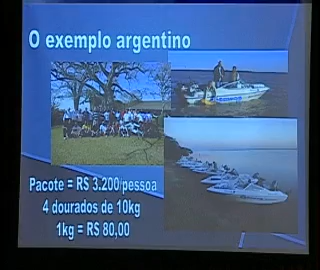 O exemplo argentino
Pacote = R$ 3.200/pessoa
4 dourados de 10kg
1kg = R$ 80,00